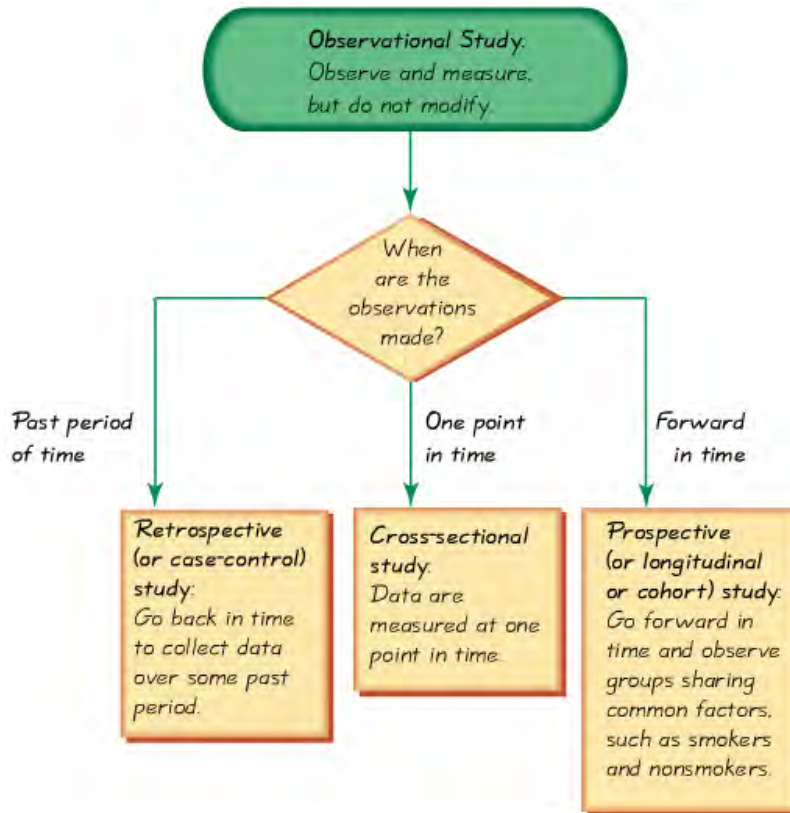 Observational Study:
Observe and measure,
but do not modify.
When
are the
observations
made?
Past period
of time
One point
in time
Forward
in time
Retrospective
(or case-control)
study:
Go back in time
to collect data
over some past
period.
Cross-sectional
study:
Data are
measured at one
point in time.
Prospective
(or longitudinal
or cohort) study:
Go forward in
time and observe
groups sharing
common factors,
such as smokers
and nonsmokers.